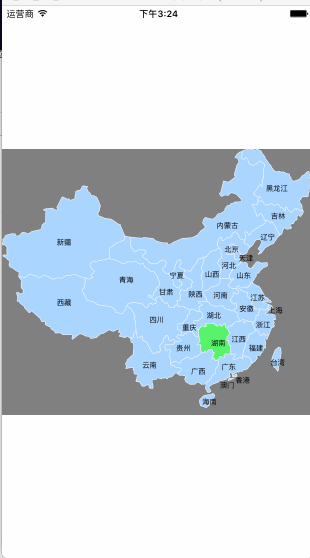 运营商 下午3:24
黑龙江
吉林
内蒙古
辽宁
新疆
北京
天津
河北
宁夏
山西
山东
青海
甘肃
陕西
河南
江苏
西藏
安徽
上海
四川
湖北
重庆
浙江
湖南
江西
贵州
福建
云南
广西
广东
台湾
香港
澳门
海南